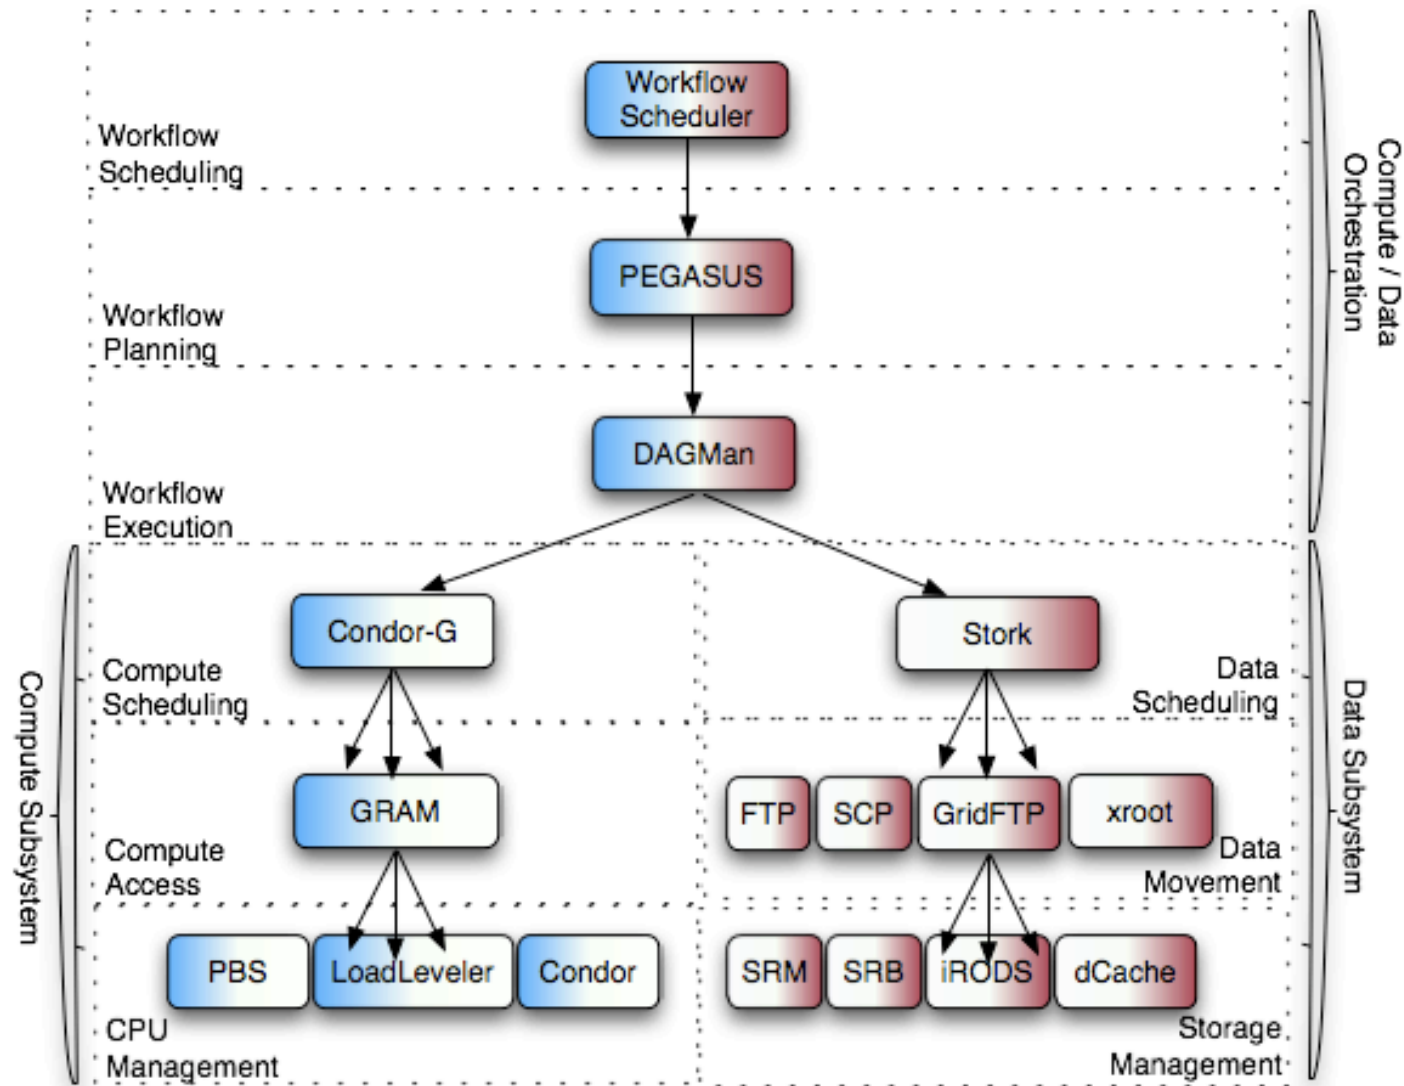 Workflow
Scheduler
Workflow
Scheduling
PEGASUS
Workflow
Planning
DAGMan
Workflow
Execution
Compute / Data
Orchestration
Condor-G
Stork
Compute
Scheduling
Data
Scheduling
GRAM
FTP
SCP
GridFTP
xroot
Compute
Access
Data
Movement
PBS
LoadLeveler
Condor
SRM
SRB
iRODS
dCache
CPU
Management
Storage
Management
Compute Subsystem
Data Subsystem